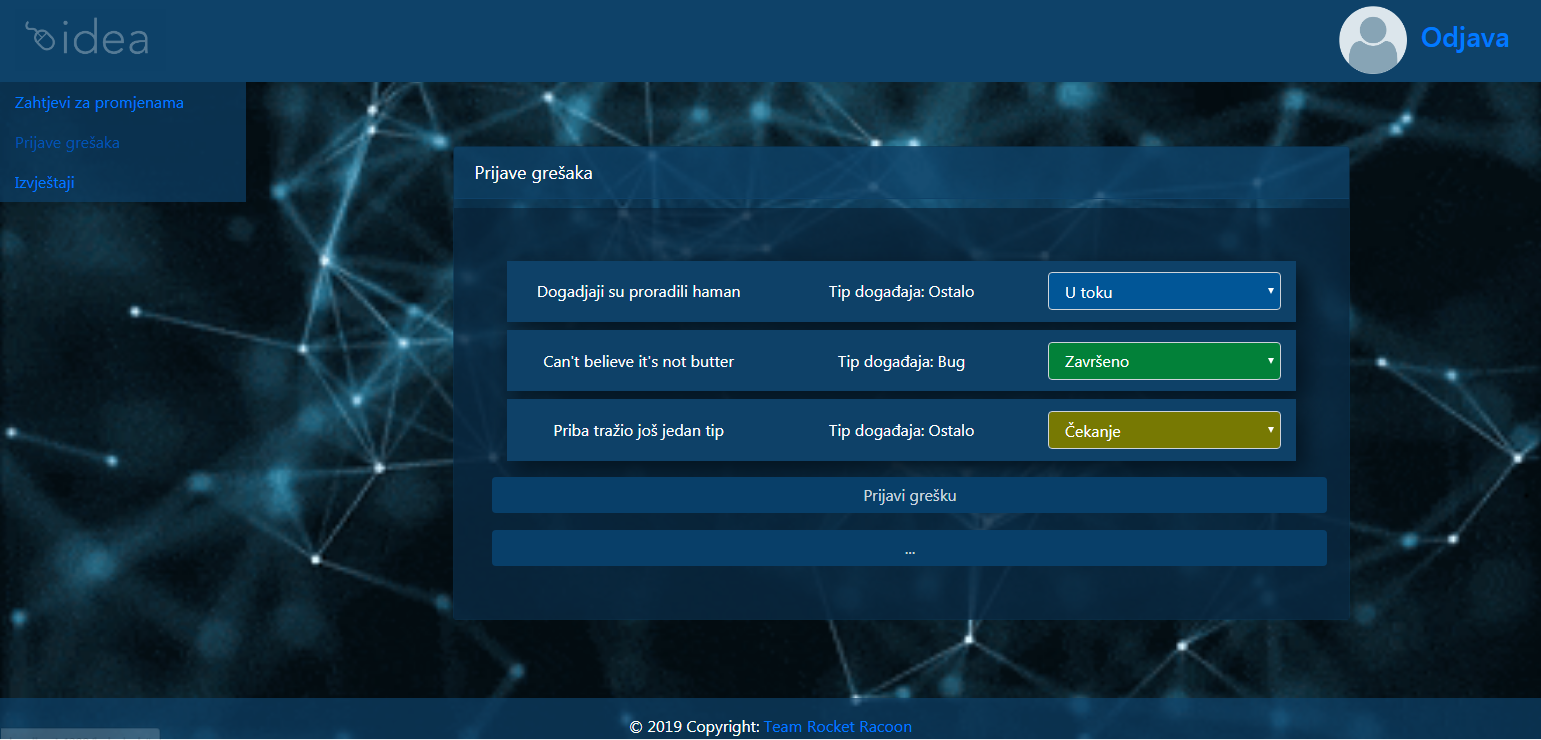 idea
Odjava
Zahtjevi za promjenama
Prijave grešaka
Izvještaji
Prijave grešaka
Dogadjaji su proradili haman Tip događaja: Ostalo U toku
Can't believe it's not butter Tip događaja: Bug Završeno
Priba tražio još jedan tip Tip događaja: Ostalo Čekanje
Prijavi grešku
...
© 2019 Copyright: Team Rocket Racoon